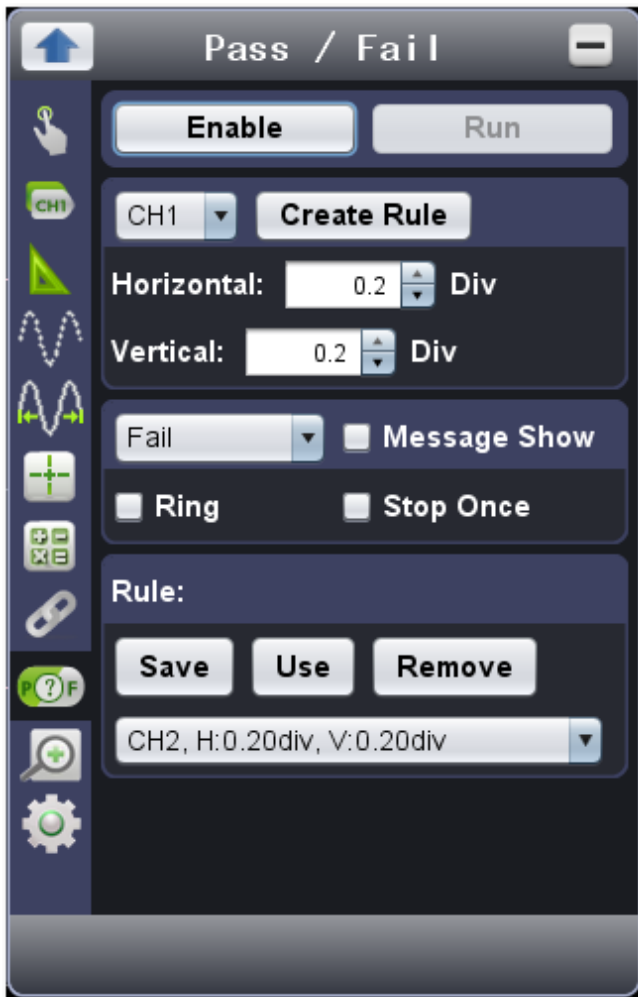 Pass / Fail
Enable Run
CH1
CH1 Create Rule
Horizontal: 0.2 Div
Vertical: 0.2 Div
Fail Message Show
Ring Stop Once
Rule:
Save Use Remove
P?F
CH2, H:0.20div, V:0.20div